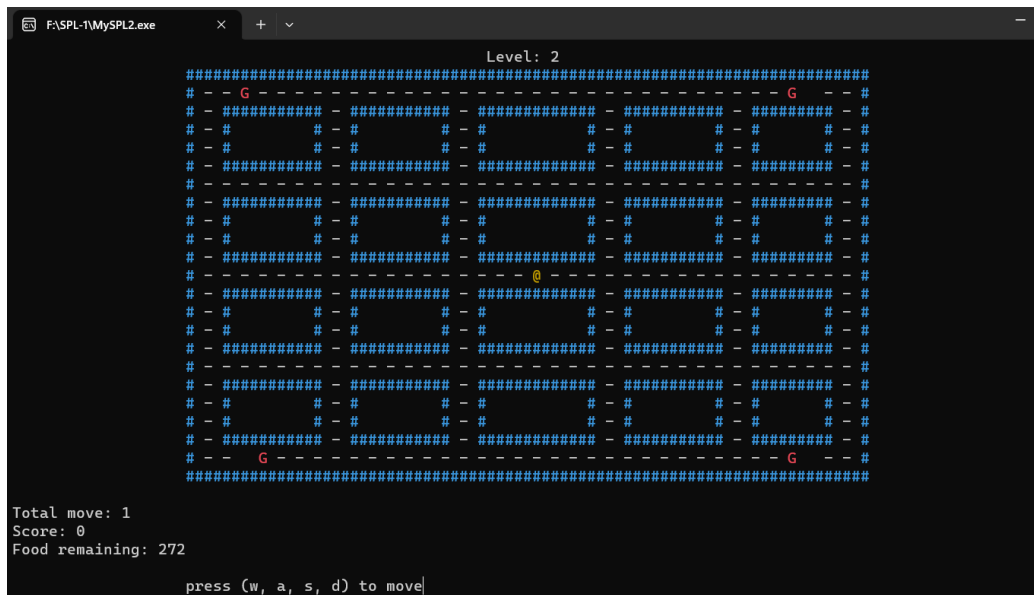 F:\SPL-1\MySPL2.exe
Level: 2
###########################################################################
# - - G - - - - - - - - - - - - - - - - - - - - - - - - - - - - - G   - - #
# - ########### - ########### - ############# - ########### - ######### - #
# - #         # - #         # - #           # - #         # - #       # - #
# - #         # - #         # - #           # - #         # - #       # - #
# - ########### - ########### - ############# - ########### - ######### - #
# - - - - - - - - - - - - - - - - - - - - - - - - - - - - - - - - - - - - #
# - ########### - ########### - ############# - ########### - ######### - #
# - #         # - #         # - #           # - #         # - #       # - #
# - #         # - #         # - #           # - #         # - #       # - #
# - ########### - ########### - ############# - ########### - ######### - #
# - - - - - - - - - - - - - - - - - - @ - - - - - - - - - - - - - - - - - #
# - ########### - ########### - ############# - ########### - ######### - #
# - #         # - #         # - #           # - #         # - #       # - #
# - #         # - #         # - #           # - #         # - #       # - #
# - ########### - ########### - ############# - ########### - ######### - #
# - - - - - - - - - - - - - - - - - - - - - - - - - - - - - - - - - - - - #
# - ########### - ########### - ############# - ########### - ######### - #
# - #         # - #         # - #           # - #         # - #       # - #
# - #         # - #         # - #           # - #         # - #       # - #
# - ########### - ########### - ############# - ########### - ######### - #
# - -   G - - - - - - - - - - - - - - - - - - - - - - - - - - - - G   - - #
###########################################################################
Total move: 1
Score: 0
Food remaining: 272
press (w, a, s, d) to move